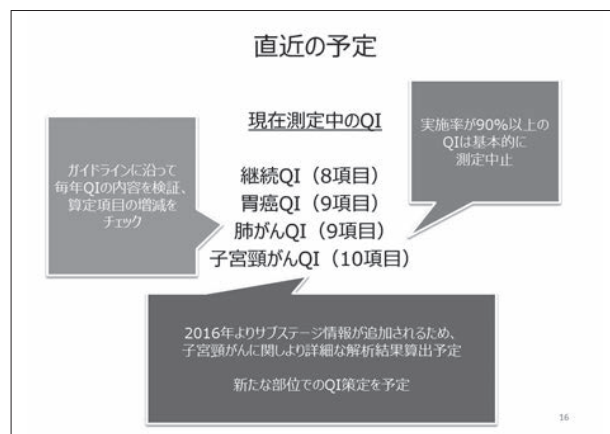 直近の予定
現在測定中のQI
継続QI（8項目）
胃癌QI（9項目）
肺がんQI（9項目）
子宮頸がんQI（10項目）
ガイドラインに沿って
毎年QIの内容を検証、
算定項目の増減を
チェック
実施率が90%以上の
QIは基本的に
測定中止
2016年よりサブステージ情報が追加されるため、
子宮頸がんに関しより詳細な解析結果算出予定
新たな部位でのQI策定を予定
16